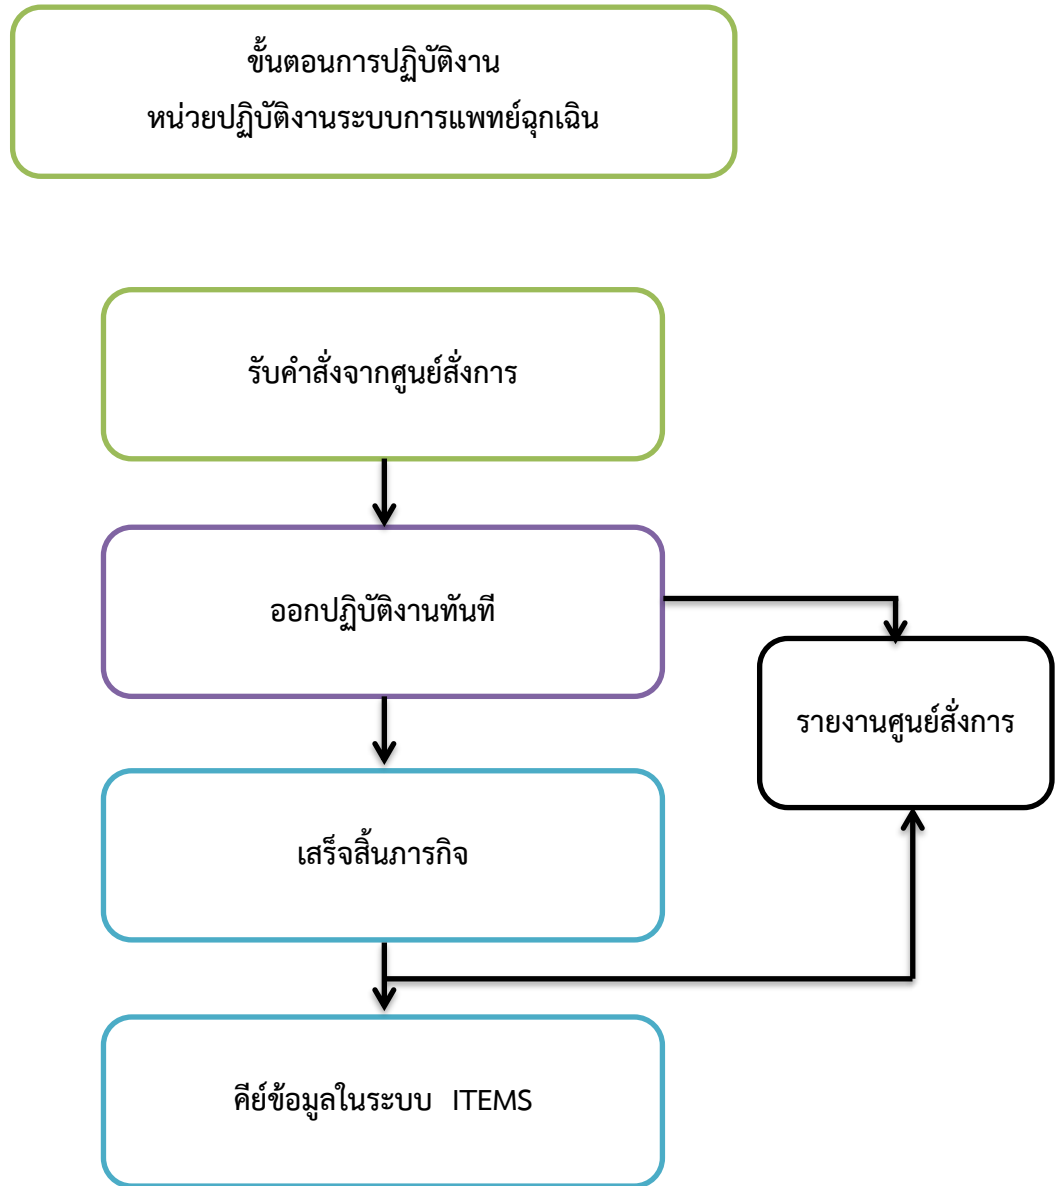 ขั้นตอนการปฏิบัติงาน
หน่วยปฏิบัติงานระบบการแพทย์ฉุกเฉิน
รับคำสั่งจากศูนย์สั่งการ
ออกปฏิบัติงานทันที
รายงานศูนย์สั่งการ
เสร็จสิ้นภารกิจ
คีย์ข้อมูลในระบบ ITEMS